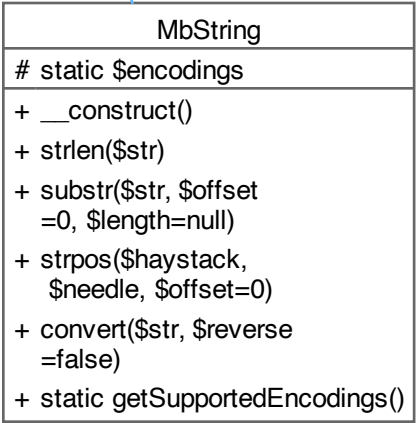 MbString
# static $encodings
+ __construct()
+ strlen($str)
+ substr($str, $offset
=0, $length=null)
+ strpos($haystack,
$needle, $offset=0)
+ convert($str, $reverse
=false)
+ static getSupportedEncodings()